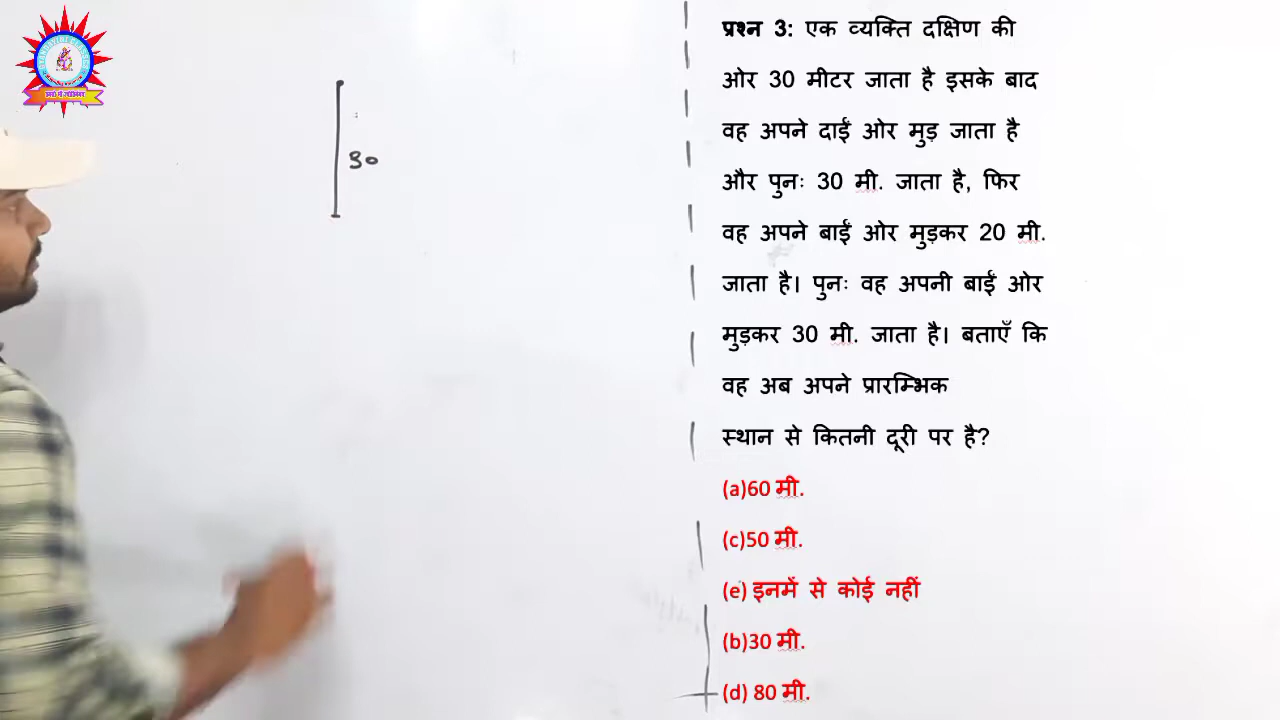 30
प्रश्न 3: एक व्यक्ति दक्षिण की
ओर 30 मीटर जाता है इसके बाद
वह अपने दाईं ओर मुड़ जाता है
और पुनः 30 मी. जाता है, फिर
वह अपने बाईं ओर मुड़कर 20 मी.
जाता है। पुनः वह अपनी बाईं ओर
मुड़कर 30 मी. जाता है। बताएँ कि
वह अब अपने प्रारम्भिक
स्थान से कितनी दूरी पर है?
(a)60 मी.
(c)50 मी.
(e) इनमें से कोई नहीं
(b)30 मी.
(d) 80 मी.